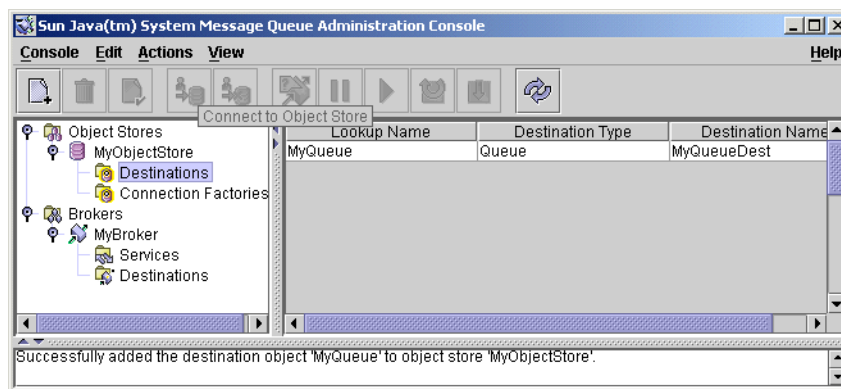 Sun Java(tm) System Message Queue Administration Console
Console Edit Actions View Help
Connect to Object Store
Object Stores
MyObjectStore
Destinations
Connection Factories
Brokers
MyBroker
Services
Destinations
Lookup Name Destination Type Destination Name
MyQueue Queue MyQueueDest
Successfully added the destination object 'MyQueue' to object store 'MyObjectStore'.